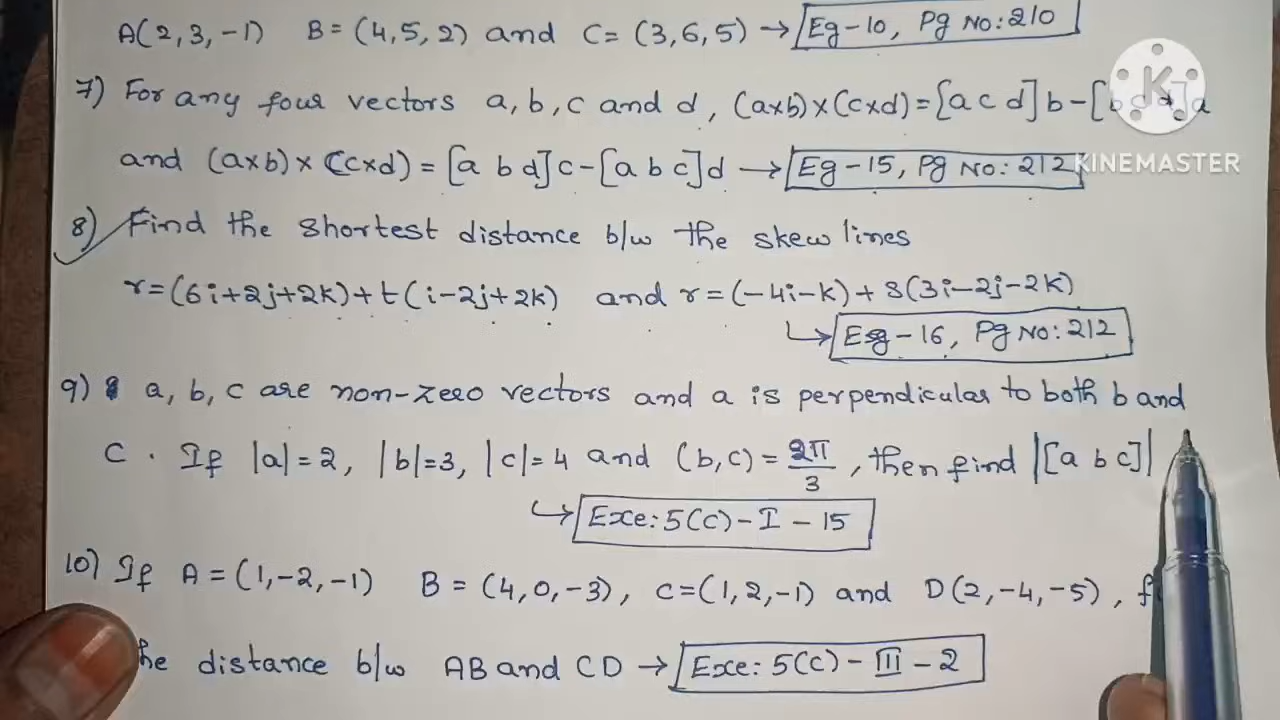 A(2,3,-1) B = (4,5,2) and C = (3,6,5) → Eg-10, Pg No: 210
7) For any four vectors a, b, c and d, (a×b)×(c×d) = [a c d]b - [b c d]a
and (a×b)×(c×d) = [a b d]c - [a b c]d → Eg-15, Pg No: 212
KINEMASTER
8) Find the shortest distance b/w the skew lines
r = (6i+2j+2k)+t(i-2j+2k) and r = (-4i-k)+s(3i-2j-2k)
↳ Eg-16, Pg No: 212
9) a, b, c are non-zero vectors and a is perpendicular to both b and
c. If |a|=2, |b|=3, |c|=4 and (b,c) = 2π/3, then find |[a b c]|
↳ Exe: 5(c)-I-15
10) If A = (1,-2,-1) B = (4,0,-3), C = (1,2,-1) and D(2,-4,-5),
the distance b/w AB and CD → Exe: 5(c)-III-2